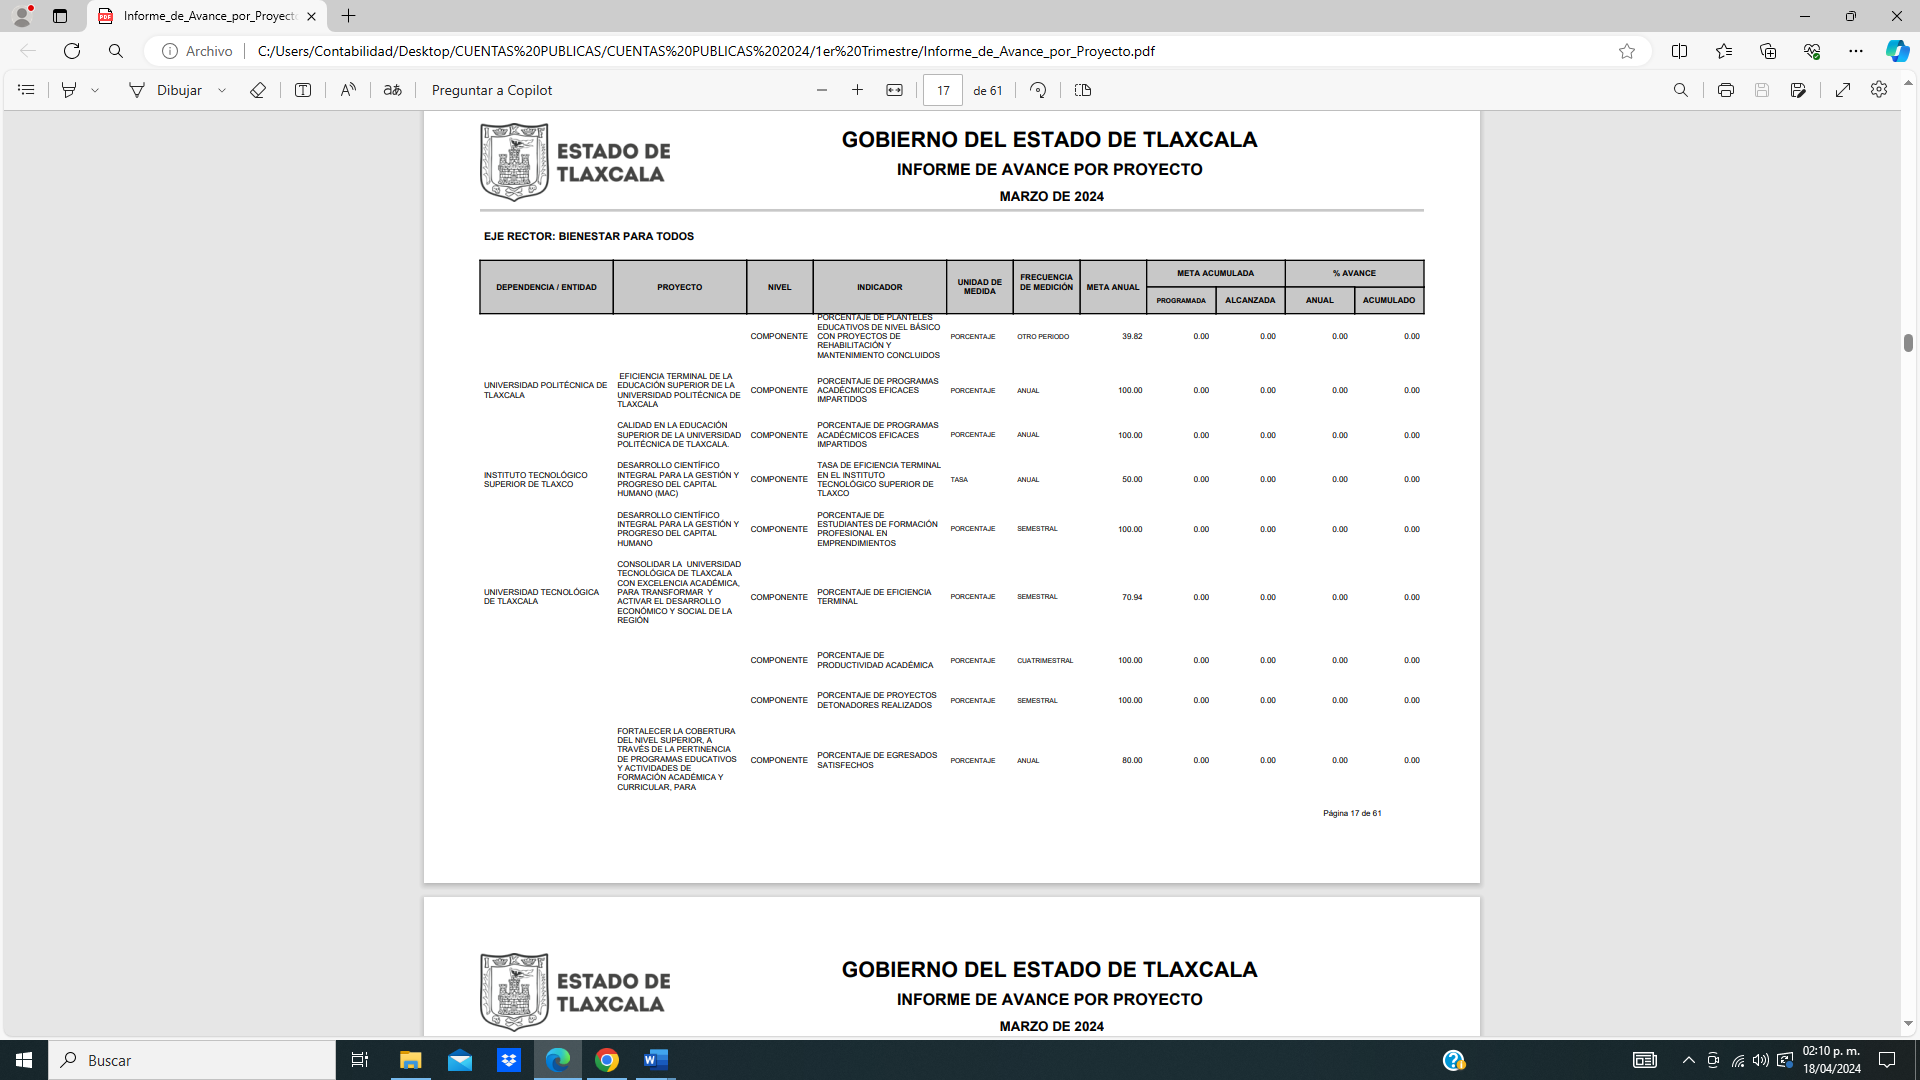 Informe_de_Avance_por_Proyecto
Archivo
C:/Users/Contabilidad/Desktop/CUENTAS%20PUBLICAS/CUENTAS%20PUBLICAS%202024/1er%20Trimestre/Informe_de_Avance_por_Proyecto.pdf
Dibujar
Preguntar a Copilot
17 de 61
ESTADO DE
TLAXCALA
GOBIERNO DEL ESTADO DE TLAXCALA
INFORME DE AVANCE POR PROYECTO
MARZO DE 2024
EJE RECTOR: BIENESTAR PARA TODOS
DEPENDENCIA / ENTIDAD
PROYECTO
NIVEL
INDICADOR
UNIDAD DE
MEDIDA
FRECUENCIA
DE MEDICIÓN
META ANUAL
META ACUMULADA
PROGRAMADA
ALCANZADA
% AVANCE
ANUAL
ACUMULADO
COMPONENTE
PORCENTAJE DE PLANTELES
EDUCATIVOS DE NIVEL BÁSICO
CON PROYECTOS DE
REHABILITACIÓN Y
MANTENIMIENTO CONCLUIDOS
PORCENTAJE
OTRO PERIODO
39.82 0.00 0.00 0.00 0.00
UNIVERSIDAD POLITÉCNICA DE
TLAXCALA
EFICIENCIA TERMINAL DE LA
EDUCACIÓN SUPERIOR DE LA
UNIVERSIDAD POLITÉCNICA DE
TLAXCALA
COMPONENTE
PORCENTAJE DE PROGRAMAS
ACADÉCMICOS EFICACES
IMPARTIDOS
PORCENTAJE
ANUAL
100.00 0.00 0.00 0.00 0.00
CALIDAD EN LA EDUCACIÓN
SUPERIOR DE LA UNIVERSIDAD
POLITÉCNICA DE TLAXCALA.
COMPONENTE
PORCENTAJE DE PROGRAMAS
ACADÉCMICOS EFICACES
IMPARTIDOS
PORCENTAJE
ANUAL
100.00 0.00 0.00 0.00 0.00
INSTITUTO TECNOLÓGICO
SUPERIOR DE TLAXCO
DESARROLLO CIENTÍFICO
INTEGRAL PARA LA GESTIÓN Y
PROGRESO DEL CAPITAL
HUMANO (MAC)
COMPONENTE
TASA DE EFICIENCIA TERMINAL
EN EL INSTITUTO
TECNOLÓGICO SUPERIOR DE
TLAXCO
TASA
ANUAL
50.00 0.00 0.00 0.00 0.00
DESARROLLO CIENTÍFICO
INTEGRAL PARA LA GESTIÓN Y
PROGRESO DEL CAPITAL
HUMANO
COMPONENTE
PORCENTAJE DE
ESTUDIANTES DE FORMACIÓN
PROFESIONAL EN
EMPRENDIMIENTOS
PORCENTAJE
SEMESTRAL
100.00 0.00 0.00 0.00 0.00
UNIVERSIDAD TECNOLÓGICA
DE TLAXCALA
CONSOLIDAR LA UNIVERSIDAD
TECNOLÓGICA DE TLAXCALA
CON EXCELENCIA ACADÉMICA,
PARA TRANSFORMAR Y
ACTIVAR EL DESARROLLO
ECONÓMICO Y SOCIAL DE LA
REGIÓN
COMPONENTE
PORCENTAJE DE EFICIENCIA
TERMINAL
PORCENTAJE
SEMESTRAL
70.94 0.00 0.00 0.00 0.00
COMPONENTE
PORCENTAJE DE
PRODUCTIVIDAD ACADÉMICA
PORCENTAJE
CUATRIMESTRAL
100.00 0.00 0.00 0.00 0.00
COMPONENTE
PORCENTAJE DE PROYECTOS
DETONADORES REALIZADOS
PORCENTAJE
SEMESTRAL
100.00 0.00 0.00 0.00 0.00
FORTALECER LA COBERTURA
DEL NIVEL SUPERIOR, A
TRAVÉS DE LA PERTINENCIA
DE PROGRAMAS EDUCATIVOS
Y ACTIVIDADES DE
FORMACIÓN ACADÉMICA Y
CURRICULAR, PARA
COMPONENTE
PORCENTAJE DE EGRESADOS
SATISFECHOS
PORCENTAJE
ANUAL
80.00 0.00 0.00 0.00 0.00
Página 17 de 61
ESTADO DE
TLAXCALA
GOBIERNO DEL ESTADO DE TLAXCALA
INFORME DE AVANCE POR PROYECTO
MARZO DE 2024
Buscar
02:10 p. m.
18/04/2024